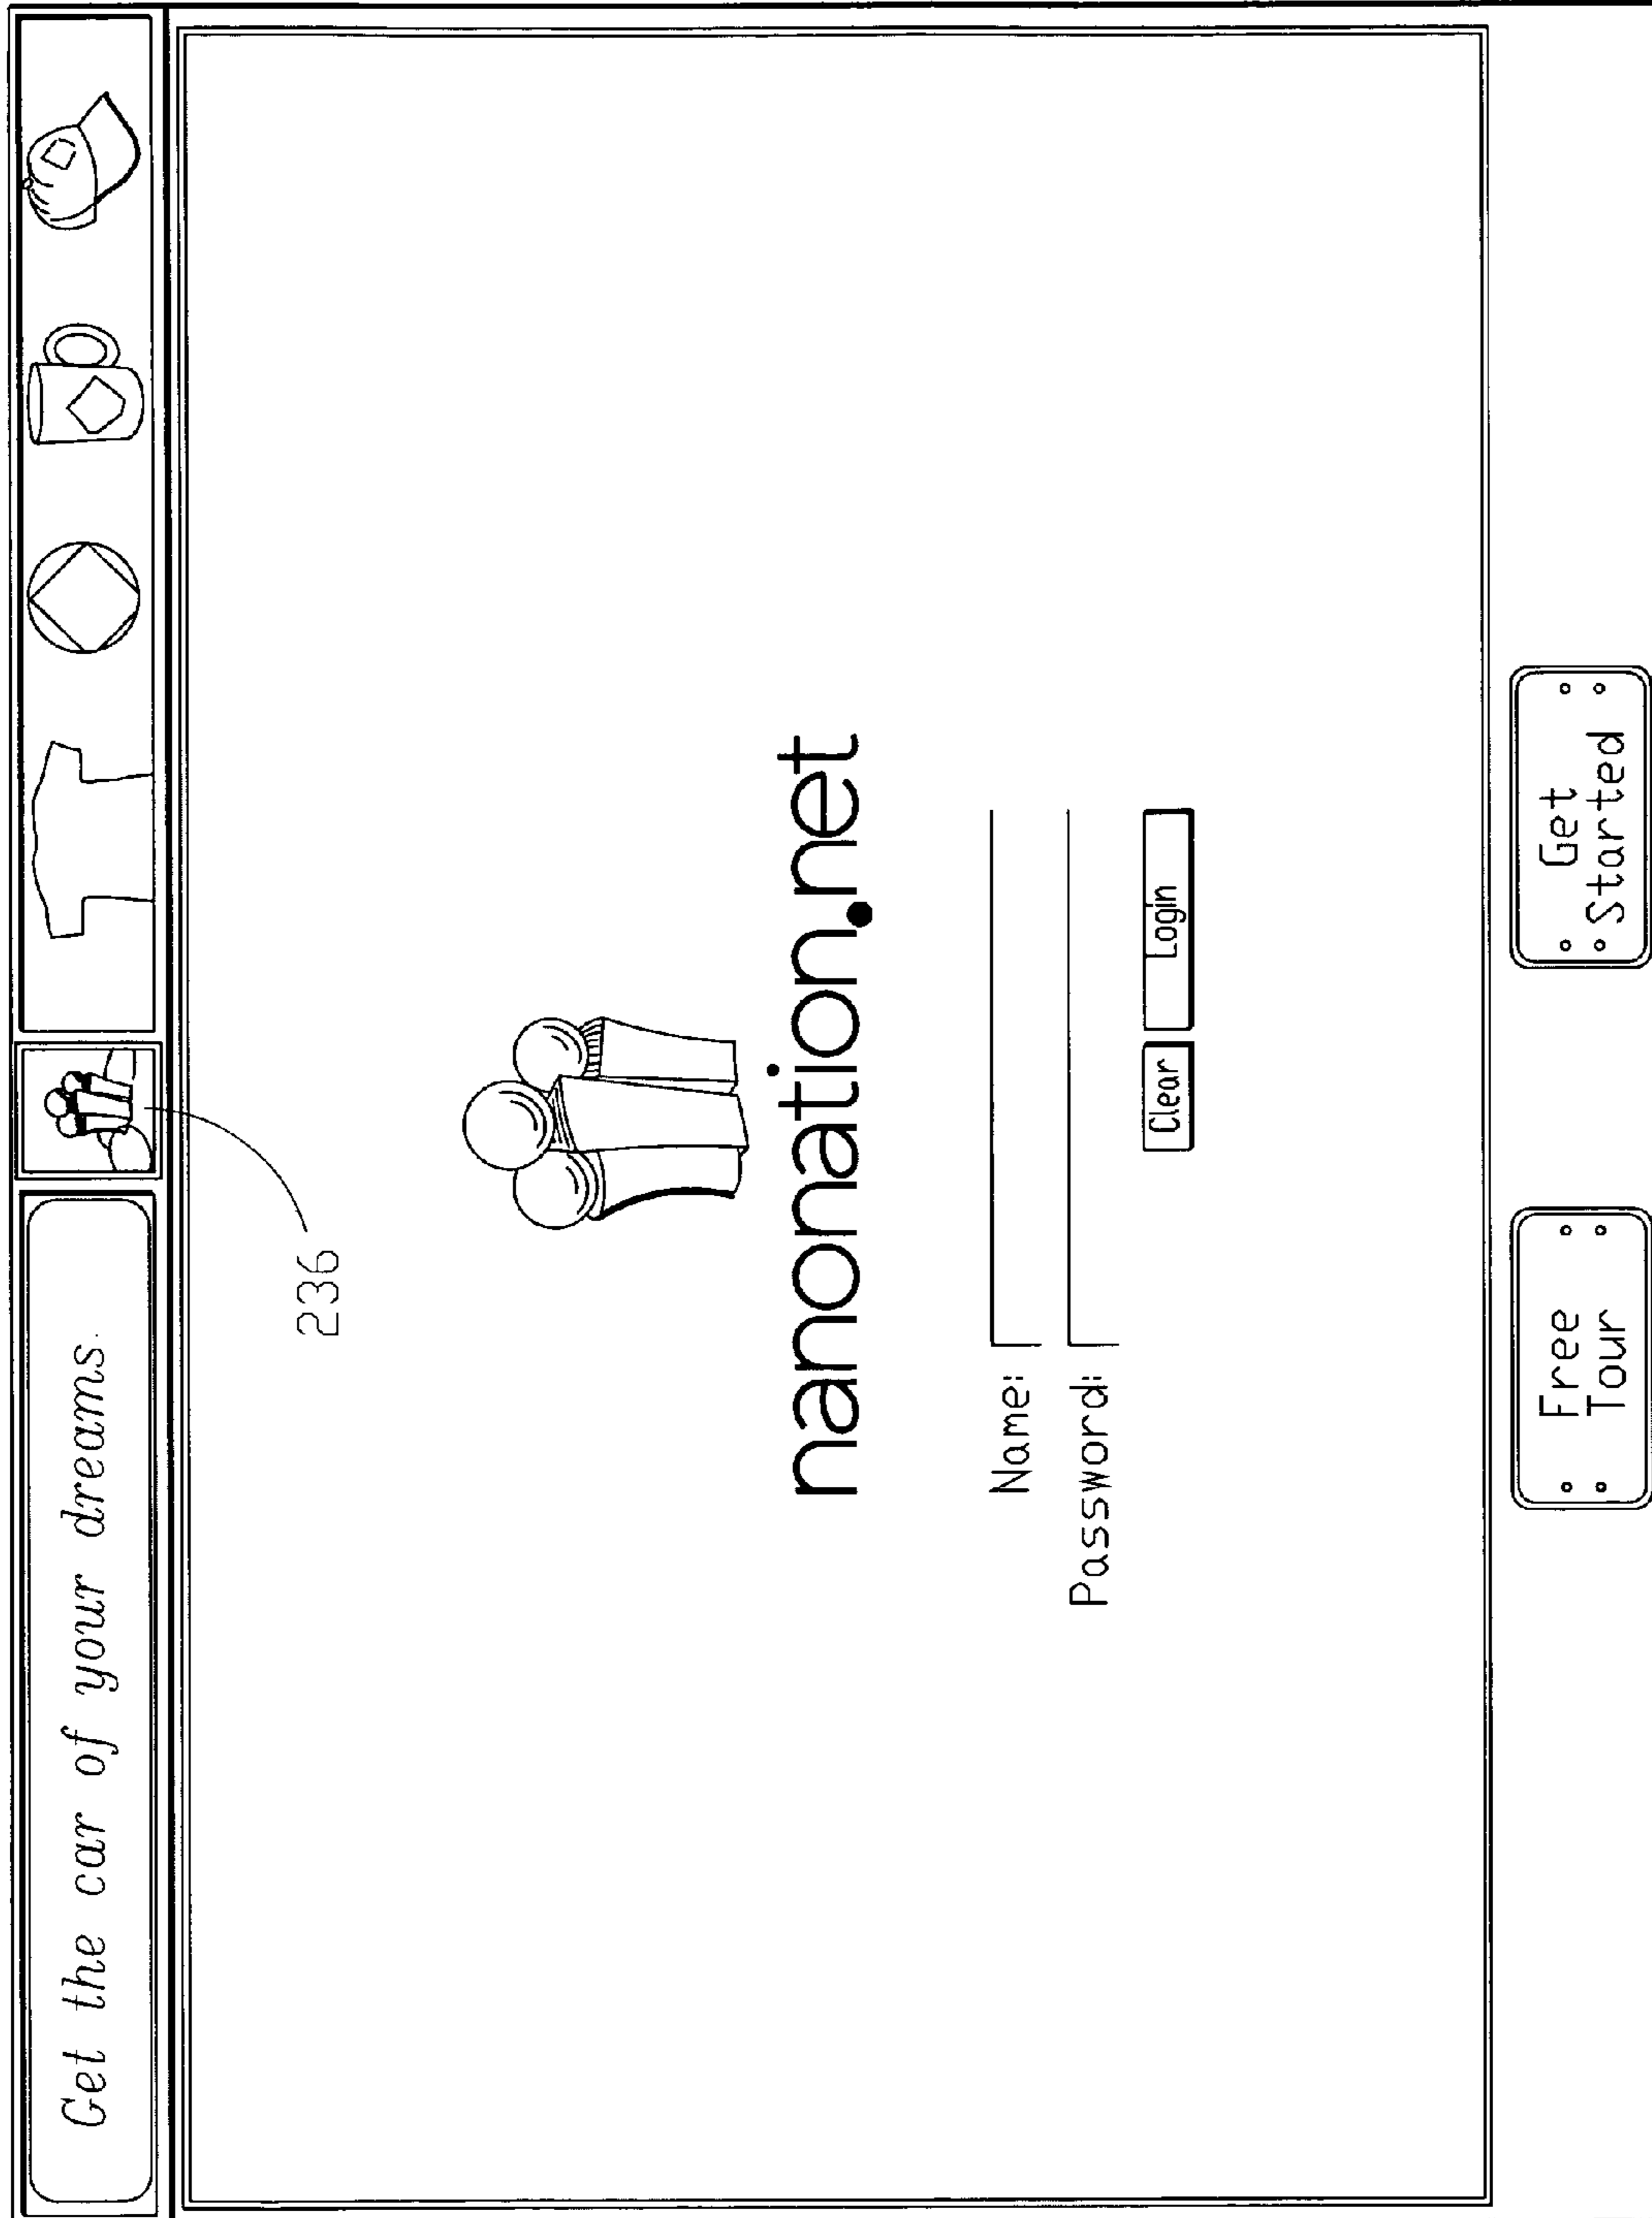 Get the car of your dreams.
236
nanonation.net
Name:
Password:
Clear
Login
Free
Tour
Get
Started